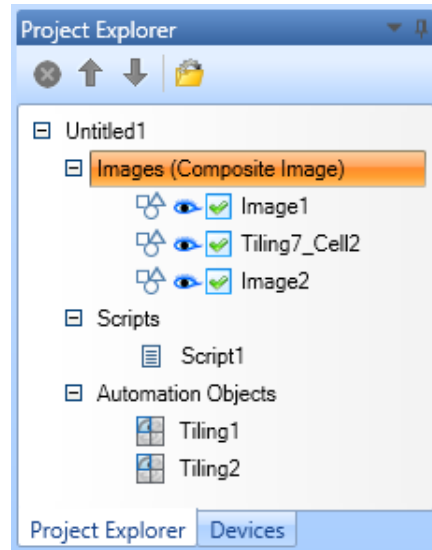 Project Explorer
Untitled1
Images (Composite Image)
Image1
Tiling7_Cell2
Image2
Scripts
Script1
Automation Objects
Tiling1
Tiling2
Project Explorer Devices